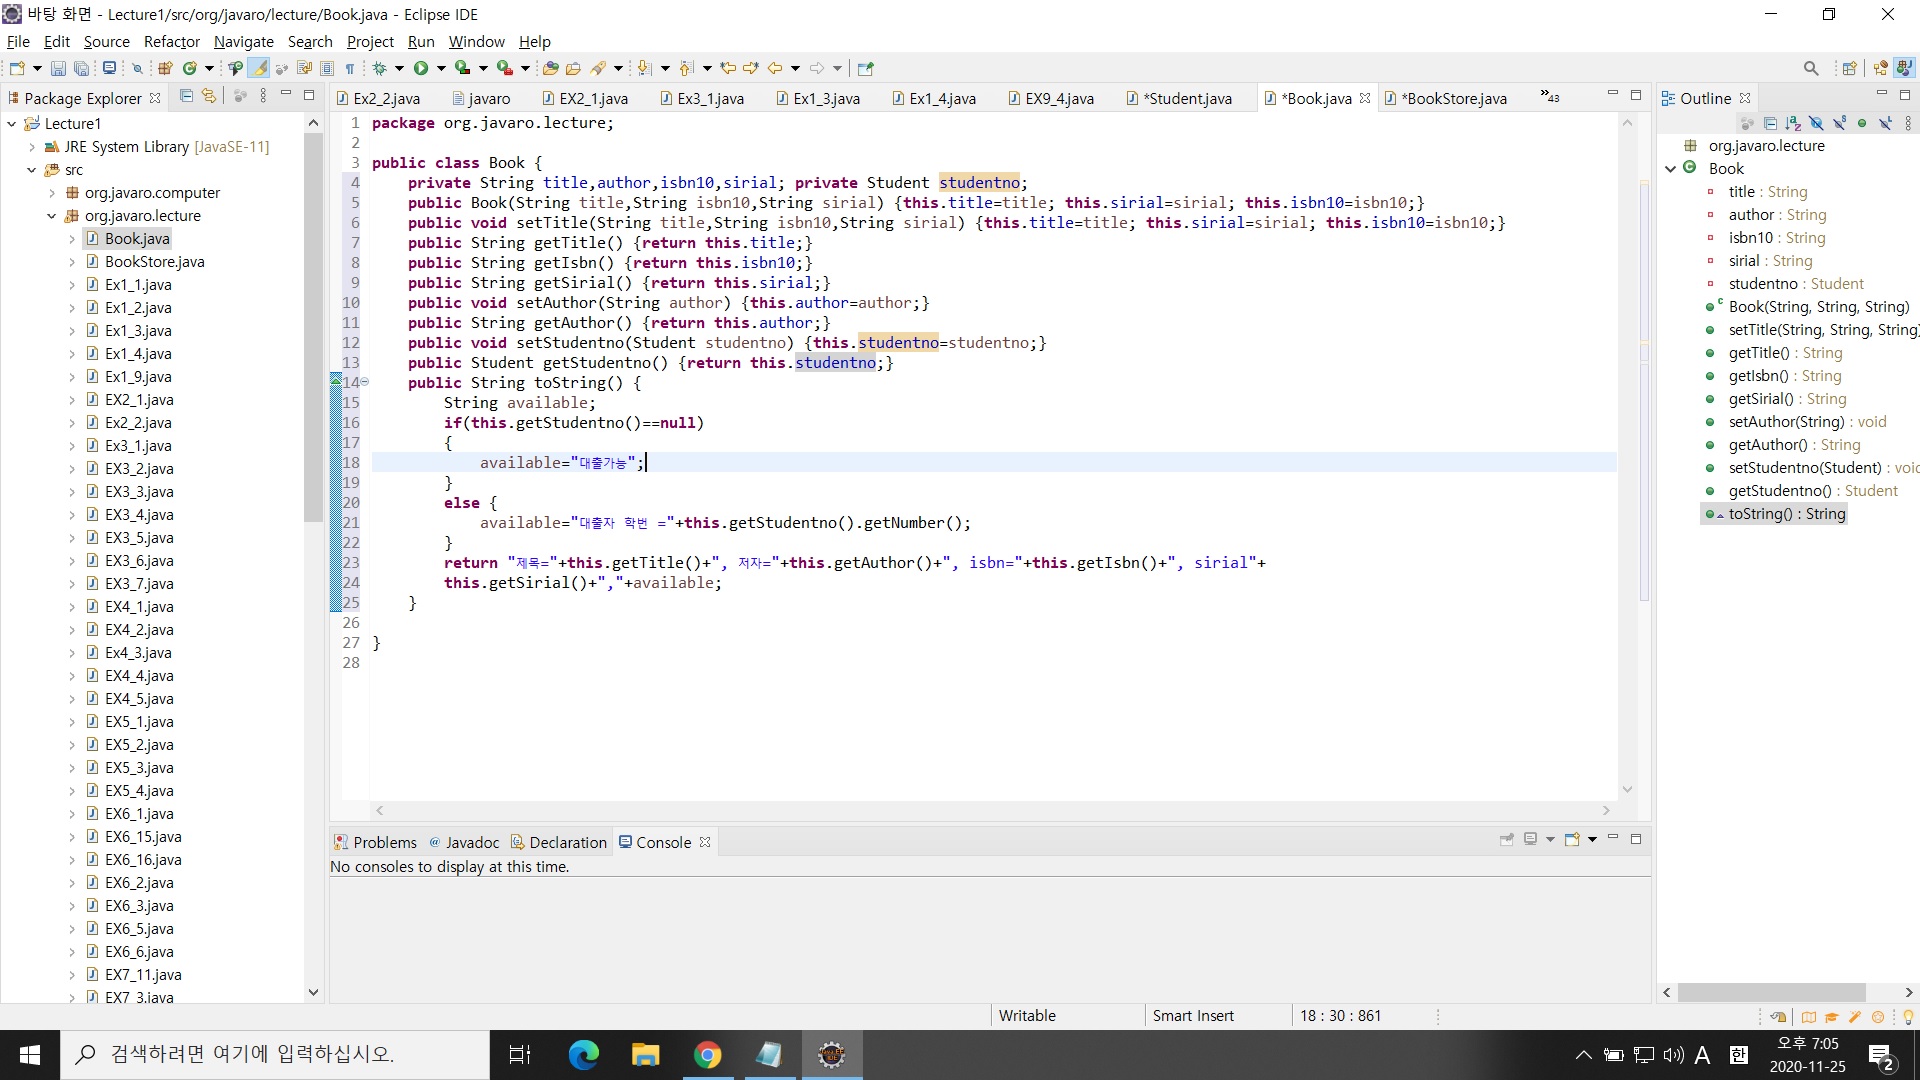 바탕 화면 - Lecture1/src/org/javaro/lecture/Book.java - Eclipse IDE
File Edit Source Refactor Navigate Search Project Run Window Help
Package Explorer
Lecture1
JRE System Library [JavaSE-11]
src
org.javaro.computer
org.javaro.lecture
Book.java
BookStore.java
Ex1_1.java
Ex1_2.java
Ex1_3.java
Ex1_4.java
Ex1_9.java
EX2_1.java
Ex2_2.java
Ex3_1.java
EX3_2.java
EX3_3.java
EX3_4.java
EX3_5.java
EX3_6.java
EX3_7.java
EX4_1.java
EX4_2.java
Ex4_3.java
EX4_4.java
EX4_5.java
EX5_1.java
EX5_2.java
EX5_3.java
EX5_4.java
EX6_1.java
EX6_15.java
EX6_16.java
EX6_2.java
EX6_3.java
EX6_5.java
EX6_6.java
EX7_11.java
EX7_3.java
Ex2_2.java javaro EX2_1.java Ex3_1.java Ex1_3.java Ex1_4.java EX9_4.java *Student.java *Book.java *BookStore.java »43
1 package org.javaro.lecture;
2
3 public class Book {
4 private String title,author,isbn10,sirial; private Student studentno;
5 public Book(String title,String isbn10,String sirial) {this.title=title; this.sirial=sirial; this.isbn10=isbn10;}
6 public void setTitle(String title,String isbn10,String sirial) {this.title=title; this.sirial=sirial; this.isbn10=isbn10;}
7 public String getTitle() {return this.title;}
8 public String getIsbn() {return this.isbn10;}
9 public String getSirial() {return this.sirial;}
10 public void setAuthor(String author) {this.author=author;}
11 public String getAuthor() {return this.author;}
12 public void setStudentno(Student studentno) {this.studentno=studentno;}
13 public Student getStudentno() {return this.studentno;}
14 public String toString() {
15 String available;
16 if(this.getStudentno()==null)
17 {
18 available="대출가능";
19 }
20 else {
21 available="대출자 학번 ="+this.getStudentno().getNumber();
22 }
23 return "제목="+this.getTitle()+", 저자="+this.getAuthor()+", isbn="+this.getIsbn()+", sirial"+
24 this.getSirial()+","+available;
25 }
26
27 }
28
Problems Javadoc Declaration Console
No consoles to display at this time.
Outline
org.javaro.lecture
Book
title : String
author : String
isbn10 : String
sirial : String
studentno : Student
Book(String, String, String)
setTitle(String, String, String)
getTitle() : String
getIsbn() : String
getSirial() : String
setAuthor(String) : void
getAuthor() : String
setStudentno(Student) : void
getStudentno() : Student
toString() : String
Writable Smart Insert 18 : 30 : 861
검색하려면 여기에 입력하십시오.
A 한 오후 7:05
2020-11-25
2